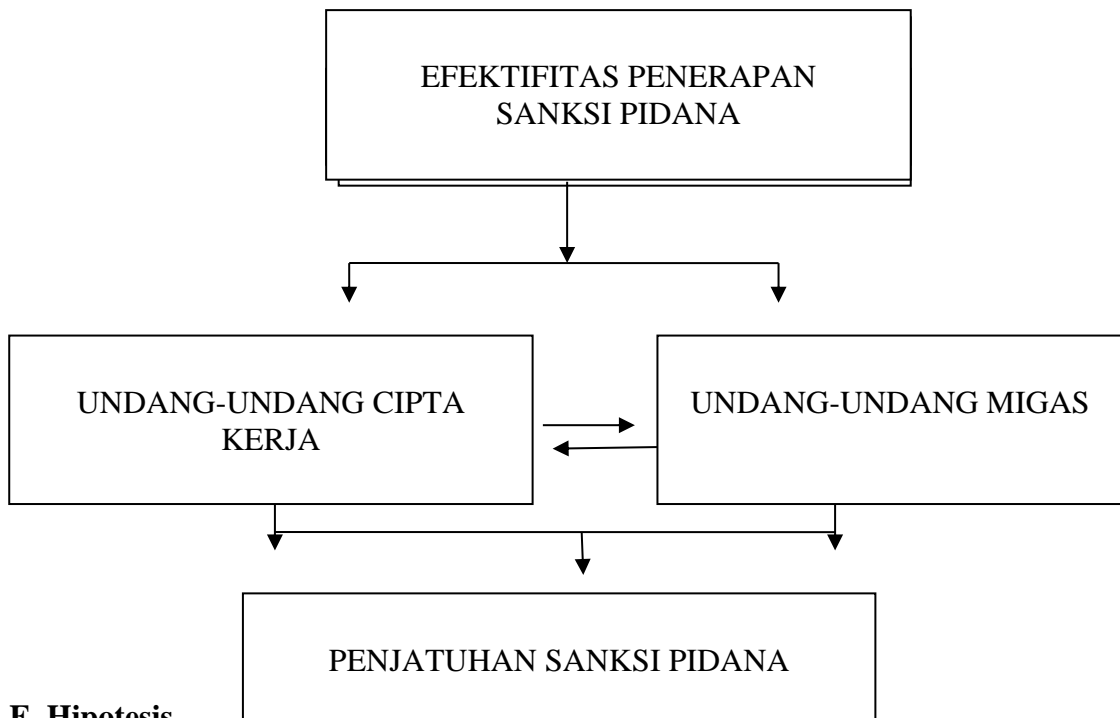 EFEKTIFITAS PENERAPAN
SANKSI PIDANA
UNDANG-UNDANG CIPTA
KERJA
UNDANG-UNDANG MIGAS
PENJATUHAN SANKSI PIDANA
Hipotesis